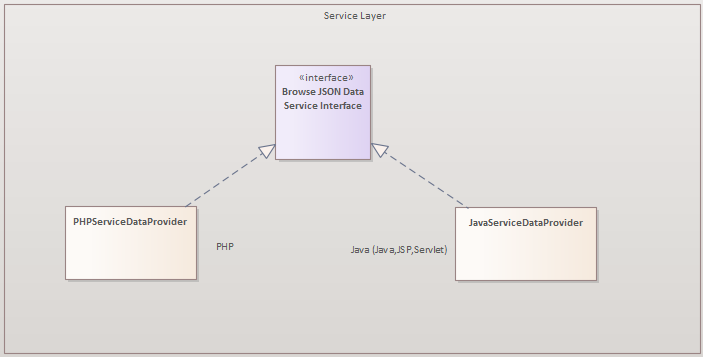 Service Layer
«interface»
Browse JSON Data
Service Interface
PHPServiceDataProvider
JavaServiceDataProvider
PHP
Java (Java,JSP,Servlet)